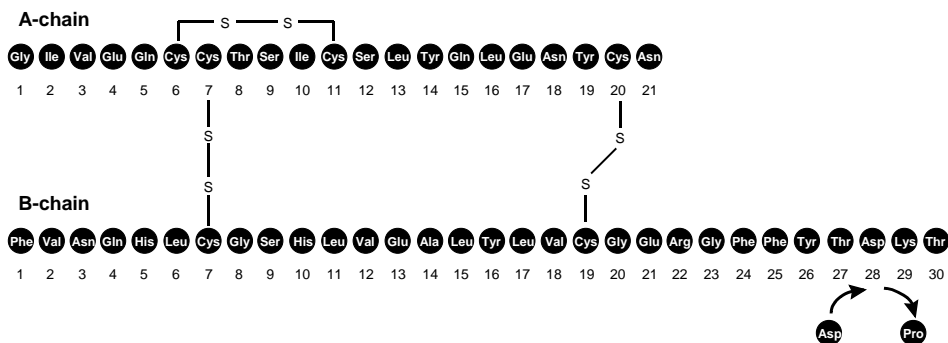 A-chain
S S
Gly Ile Val Glu Gln Cys Cys Thr Ser Ile Cys Ser Leu Tyr Gln Leu Glu Asn Tyr Cys Asn
1 2 3 4 5 6 7 8 9 10 11 12 13 14 15 16 17 18 19 20 21
S S
S S
B-chain
Phe Val Asn Gln His Leu Cys Gly Ser His Leu Val Glu Ala Leu Tyr Leu Val Cys Gly Glu Arg Gly Phe Phe Tyr Thr Asp Lys Thr
1 2 3 4 5 6 7 8 9 10 11 12 13 14 15 16 17 18 19 20 21 22 23 24 25 26 27 28 29 30
Asp Pro